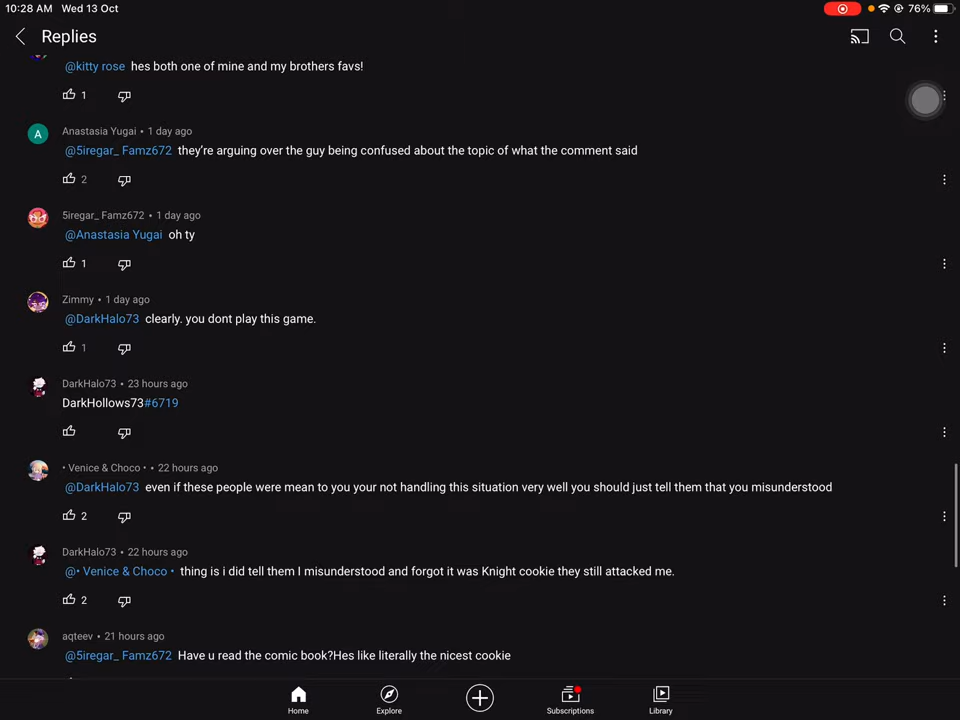 10:28 AM Wed 13 Oct 76%
Replies
@kitty rose hes both one of mine and my brothers favs!
1
A
Anastasia Yugai • 1 day ago
@5iregar_ Famz672 they're arguing over the guy being confused about the topic of what the comment said
2
5iregar_ Famz672 • 1 day ago
@Anastasia Yugai oh ty
1
Zimmy • 1 day ago
@DarkHalo73 clearly. you dont play this game.
1
DarkHalo73 • 23 hours ago
DarkHollows73#6719
• Venice & Choco • • 22 hours ago
@DarkHalo73 even if these people were mean to you your not handling this situation very well you should just tell them that you misunderstood
2
DarkHalo73 • 22 hours ago
@• Venice & Choco • thing is i did tell them I misunderstood and forgot it was Knight cookie they still attacked me.
2
aqteev • 21 hours ago
@5iregar_ Famz672 Have u read the comic book?Hes like literally the nicest cookie
Home Explore Subscriptions Library